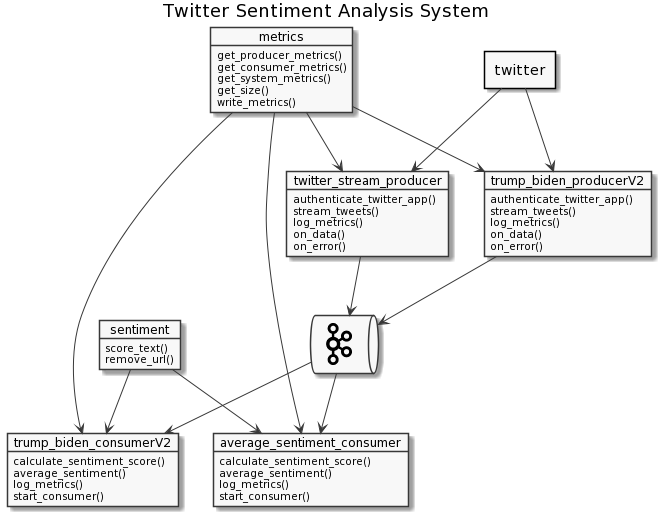 Twitter Sentiment Analysis System
metrics
get_producer_metrics()
get_consumer_metrics()
get_system_metrics()
get_size()
write_metrics()
twitter
twitter_stream_producer
authenticate_twitter_app()
stream_tweets()
log_metrics()
on_data()
on_error()
trump_biden_producerV2
authenticate_twitter_app()
stream_tweets()
log_metrics()
on_data()
on_error()
sentiment
score_text()
remove_url()
trump_biden_consumerV2
calculate_sentiment_score()
average_sentiment()
log_metrics()
start_consumer()
average_sentiment_consumer
calculate_sentiment_score()
average_sentiment()
log_metrics()
start_consumer()